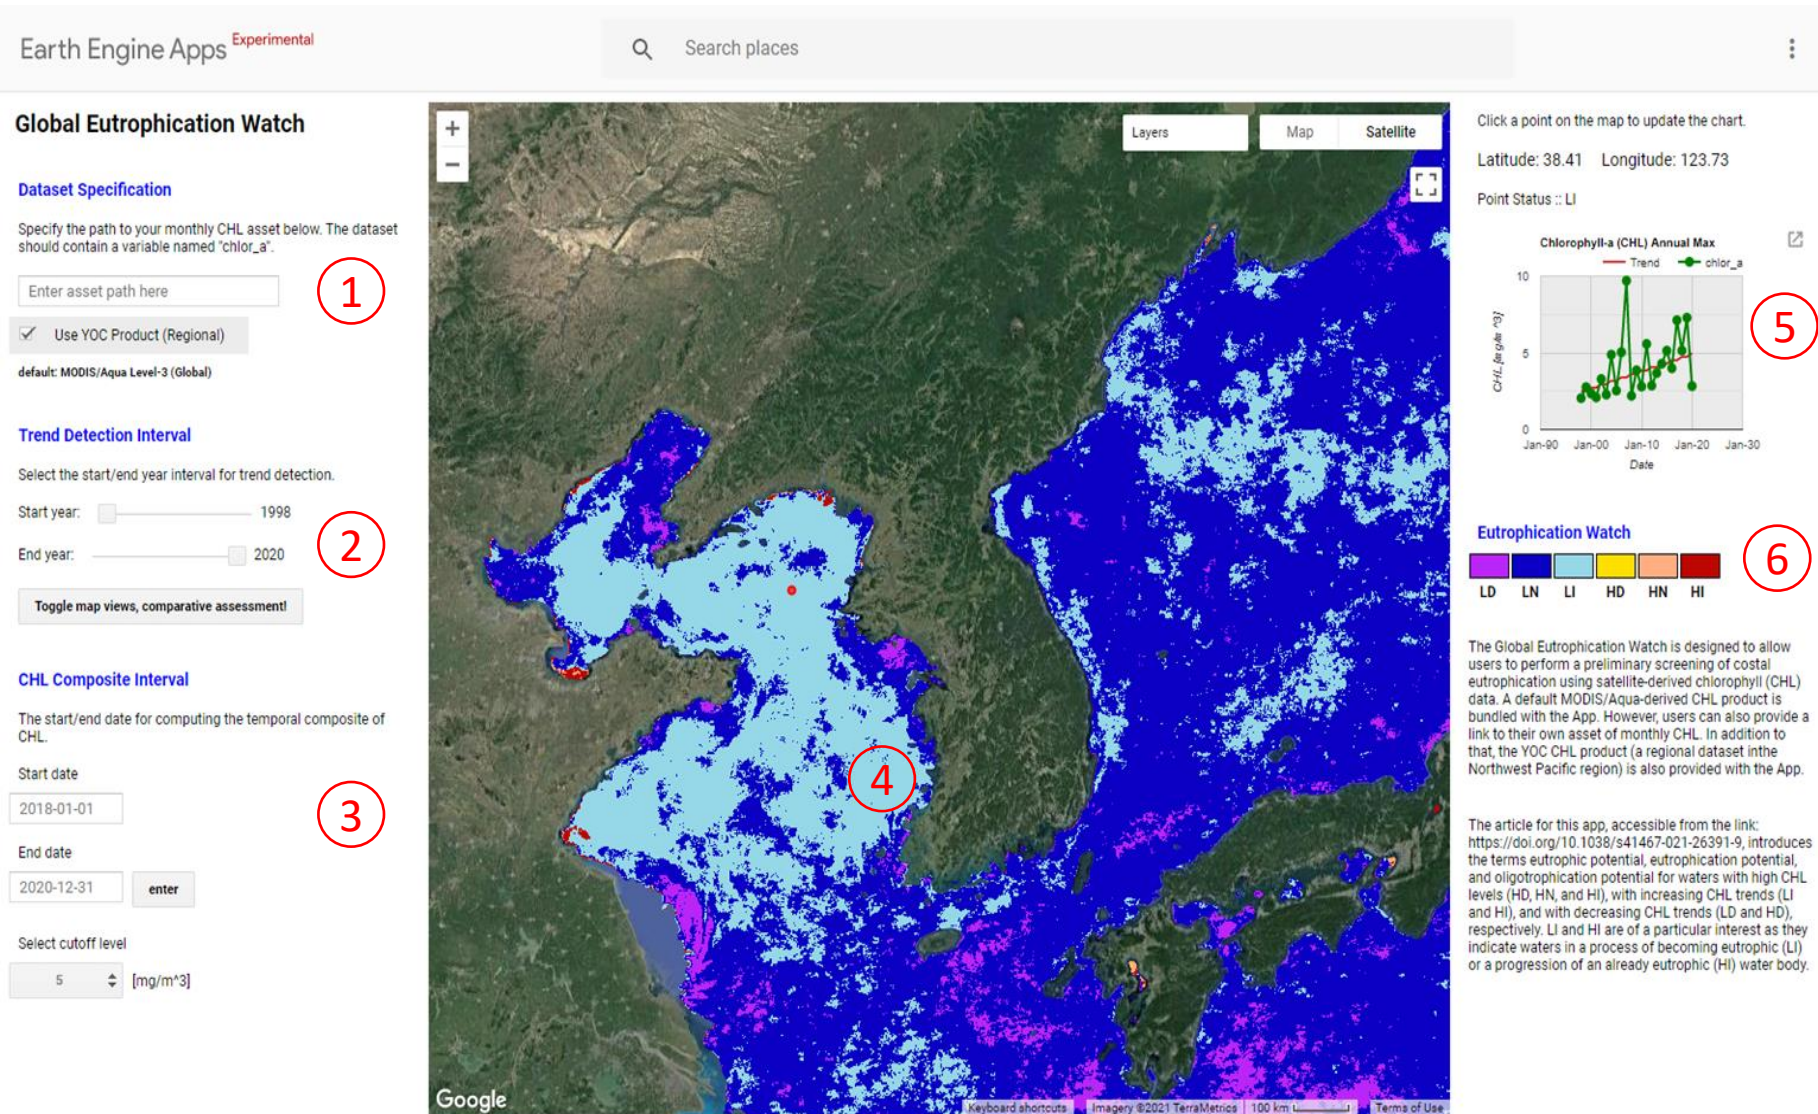 Earth Engine Apps Experimental
Search places
Global Eutrophication Watch
Dataset Specification
Specify the path to your monthly CHL asset below. The dataset
should contain a variable named "chlor_a".
Enter asset path here
1
Use YOC Product (Regional)
default: MODIS/Aqua Level-3 (Global)
Trend Detection Interval
Select the start/end year interval for trend detection.
Start year: 1998
2
End year: 2020
Toggle map views, comparative assessment!
CHL Composite Interval
The start/end date for computing the temporal composite of
CHL.
Start date
2018-01-01
3
End date
2020-12-31
enter
Select cutoff level
5 [mg/m^3]
+
−
Layers
Map Satellite
4
Google
Keyboard shortcuts Imagery ©2021 TerraMetrics 100 km Terms of Use
Click a point on the map to update the chart.
Latitude: 38.41 Longitude: 123.73
Point Status :: LI
Chlorophyll-a (CHL) Annual Max
Trend chlor_a
10
5
0
CHL [mg/m^3]
Jan-90 Jan-00 Jan-10 Jan-20 Jan-30
Date
5
Eutrophication Watch
6
LD LN LI HD HN HI
The Global Eutrophication Watch is designed to allow
users to perform a preliminary screening of costal
eutrophication using satellite-derived chlorophyll (CHL)
data. A default MODIS/Aqua-derived CHL product is
bundled with the App. However, users can also provide a
link to their own asset of monthly CHL. In addition to
that, the YOC CHL product (a regional dataset inthe
Northwest Pacific region) is also provided with the App.
The article for this app, accessible from the link:
https://doi.org/10.1038/s41467-021-26391-9, introduces
the terms eutrophic potential, eutrophication potential,
and oligotrophication potential for waters with high CHL
levels (HD, HN, and HI), with increasing CHL trends (LI
and HI), and with decreasing CHL trends (LD and HD),
respectively. LI and HI are of a particular interest as they
indicate waters in a process of becoming eutrophic (LI)
or a progression of an already eutrophic (HI) water body.